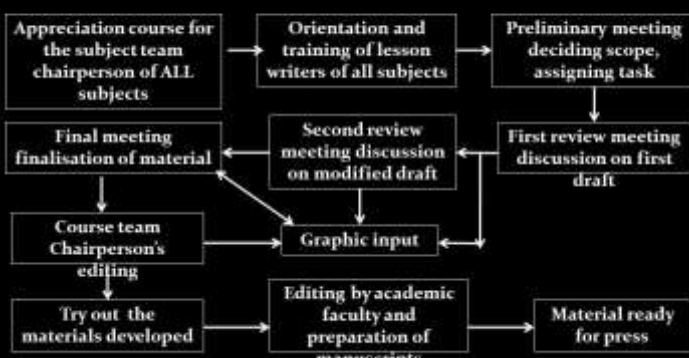 Appreciation course for
the subject team
chairperson of ALL
subjects
Orientation and
training of lesson
writers of all subjects
Preliminary meeting
deciding scope,
assigning task
Final meeting
finalisation of material
Second review
meeting discussion
on modified draft
First review meeting
discussion on first
draft
Course team
Chairperson's
editing
Graphic input
Try out the
materials developed
Editing by academic
faculty and
preparation of
manuscripts
Material ready
for press